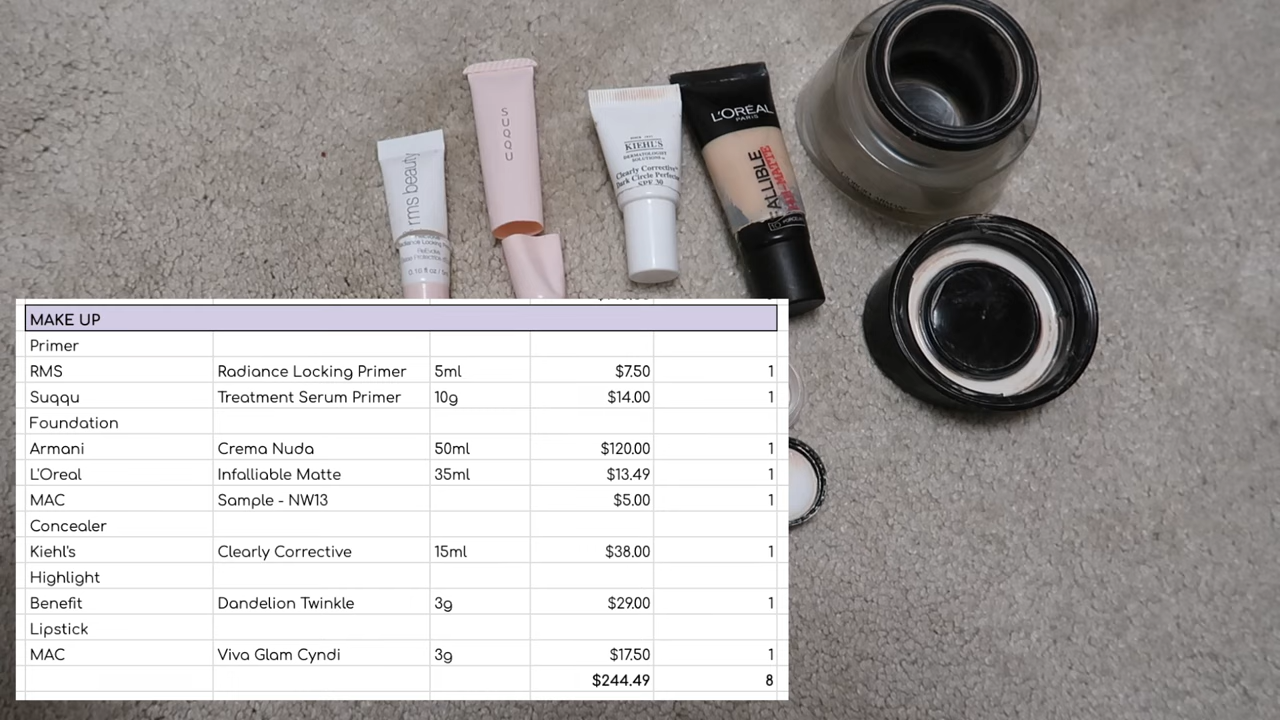 rms beauty
SUQQU
KIEHL'S
DERMATOLOGIST
SOLUTIONS
Clearly Corrective
Dark Circle
SPF 30
L'ORÉAL
PARIS
MAKE UP
Primer
RMS Radiance Locking Primer 5ml $7.50 1
Suqqu Treatment Serum Primer 10g $14.00 1
Foundation
Armani Crema Nuda 50ml $120.00 1
L'Oreal Infalliable Matte 35ml $13.49 1
MAC Sample - NW13 $5.00 1
Concealer
Kiehl's Clearly Corrective 15ml $38.00 1
Highlight
Benefit Dandelion Twinkle 3g $29.00 1
Lipstick
MAC Viva Glam Cyndi 3g $17.50 1
$244.49 8